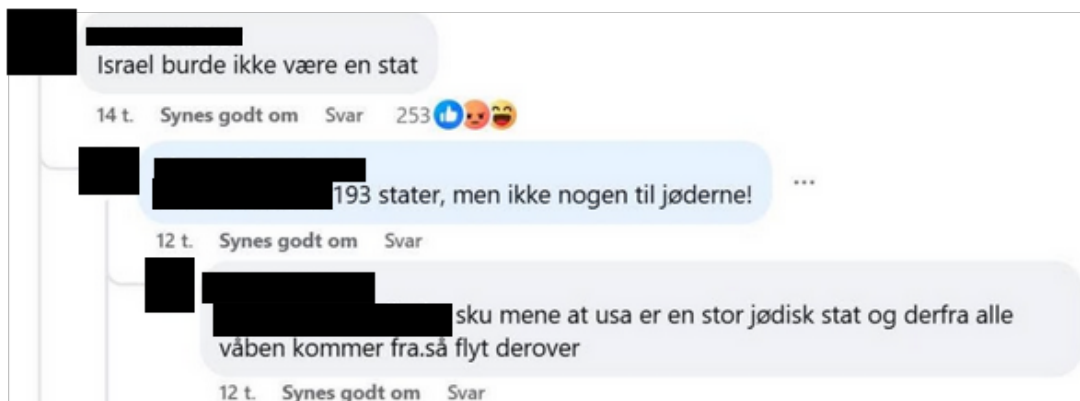 Israel burde ikke være en stat
14 t. Synes godt om Svar 253
193 stater, men ikke nogen til jøderne!
12 t. Synes godt om Svar
sku mene at usa er en stor jødisk stat og derfra alle
våben kommer fra.så flyt derover
12 t. Synes godt om Svar